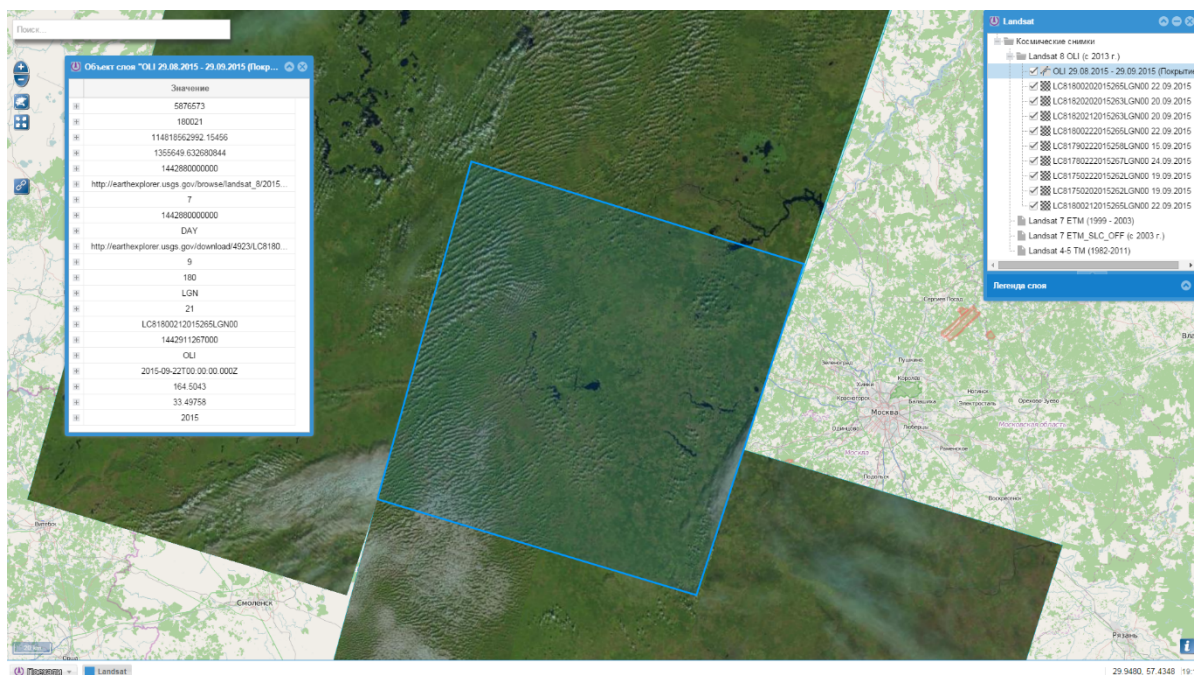 Поиск...
Объект слоя "OLI 29.08.2015 - 29.09.2015 (Покр...
Значение
5876573
180021
114818562992.15456
1355649.632680844
1442880000000
http://earthexplorer.usgs.gov/browse/landsat_8/2015...
7
1442880000000
DAY
http://earthexplorer.usgs.gov/download/4923/LC8180...
9
180
LGN
21
LC81800212015265LGN00
1442911267000
OLI
2015-09-22T00:00:00.000Z
164.5043
33.49758
2015
Landsat
Космические снимки
Landsat 8 OLI (с 2013 г.)
OLI 29.08.2015 - 29.09.2015 (Покрытие
LC81800202015265LGN00 22.09.2015
LC81820202015263LGN00 20.09.2015
LC81820212015263LGN00 20.09.2015
LC81800222015265LGN00 22.09.2015
LC81790222015258LGN00 15.09.2015
LC81780222015267LGN00 24.09.2015
LC81750222015262LGN00 19.09.2015
LC81750202015262LGN00 19.09.2015
LC81800212015265LGN00 22.09.2015
Landsat 7 ETM (1999 - 2003)
Landsat 7 ETM_SLC_OFF (с 2003 г.)
Landsat 4-5 TM (1982-2011)
Легенда слоя
Сергиев Посад
Зеленоград
Пушкино
Химки
Королёв
Ногинск
Красногорск
Балашиха
Электросталь
Орехово-Зуево
Москва
Одинцово
Люберцы
Московская область
Москва
Раменское
Подольск
Воскресенск
Витебск
Смоленск
Рязань
Landsat
29.9480, 57.4348